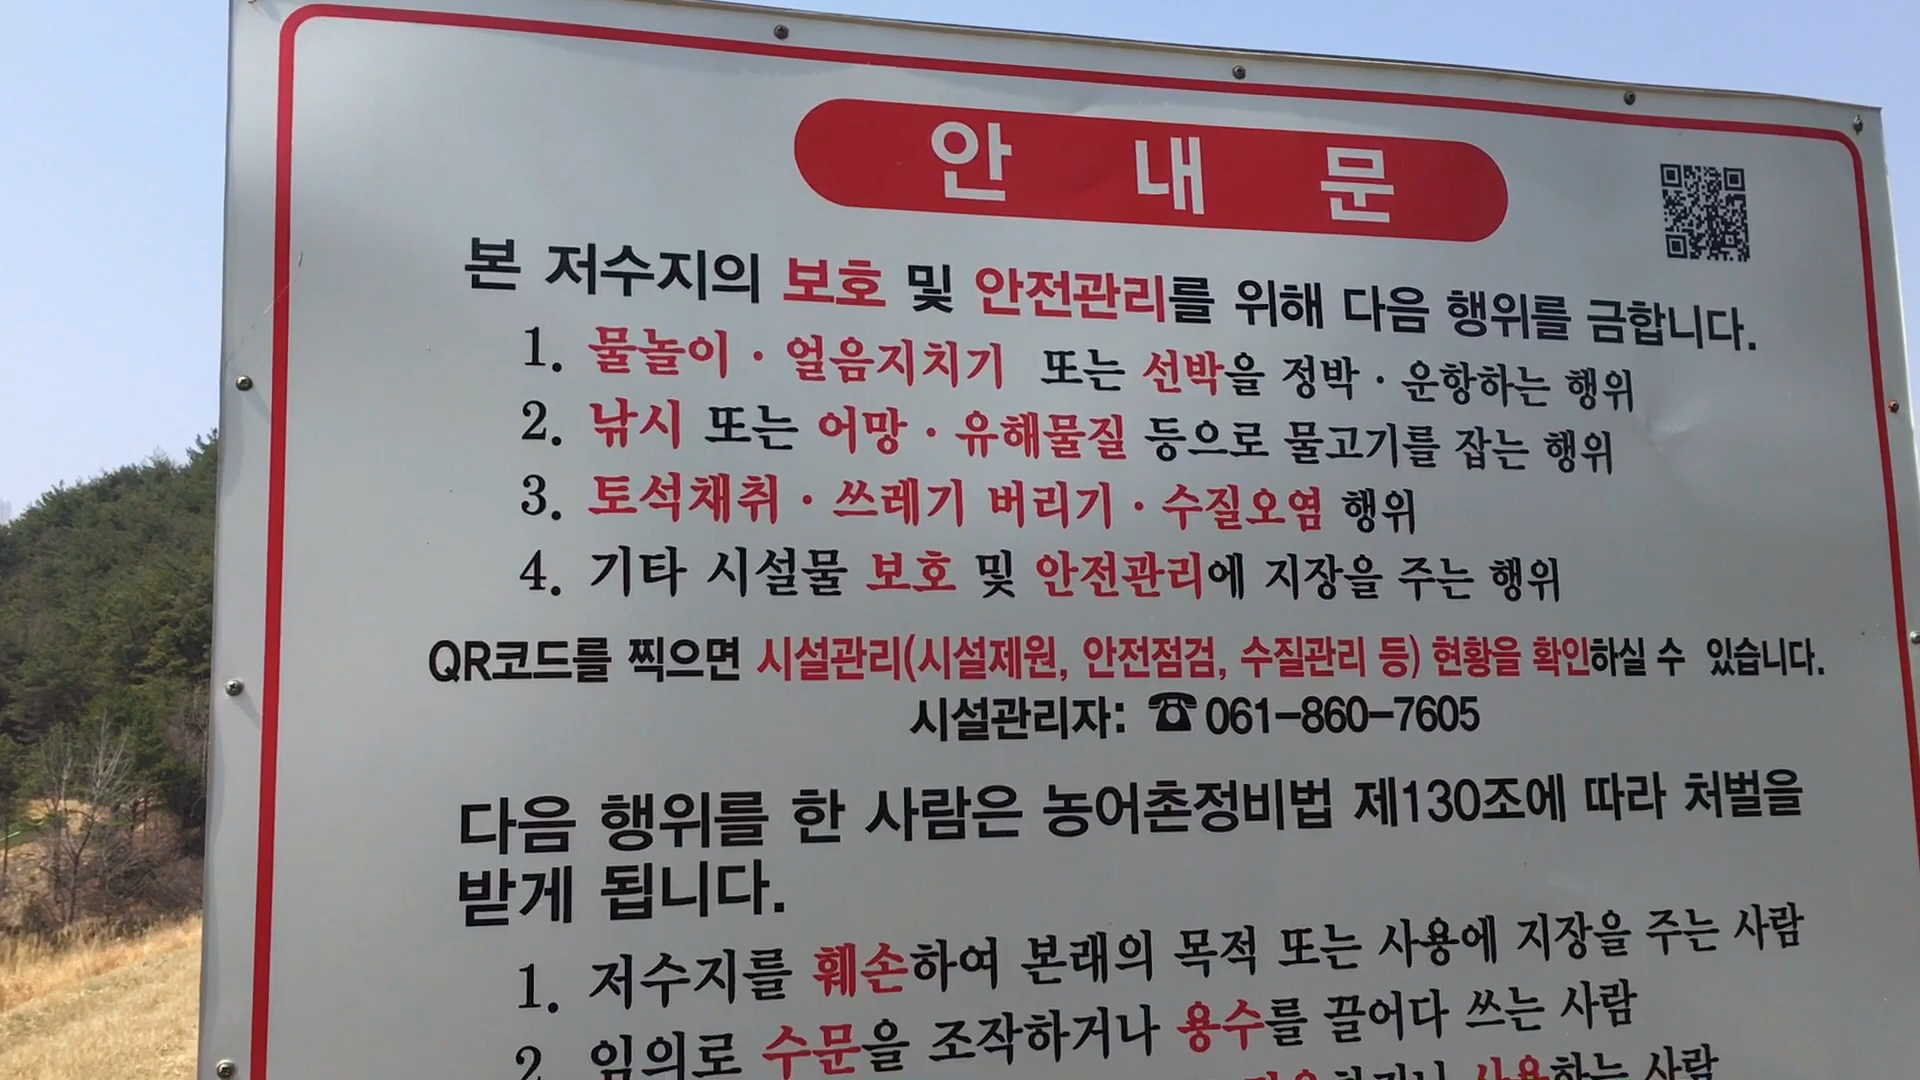 안 내 문
본 저수지의 보호 및 안전관리를 위해 다음 행위를 금합니다.
1. 물놀이 · 얼음지치기 또는 선박을 정박 · 운항하는 행위
2. 낚시 또는 어망 · 유해물질 등으로 물고기를 잡는 행위
3. 토석채취 · 쓰레기 버리기 · 수질오염 행위
4. 기타 시설물 보호 및 안전관리에 지장을 주는 행위
QR코드를 찍으면 시설관리(시설제원, 안전점검, 수질관리 등) 현황을 확인하실 수 있습니다.
시설관리자: ☎061-860-7605
다음 행위를 한 사람은 농어촌정비법 제130조에 따라 처벌을
받게 됩니다.
1. 저수지를 훼손하여 본래의 목적 또는 사용에 지장을 주는 사람
2. 임의로 수문을 조작하거나 용수를 끌어다 쓰는 사람
사용하는 사람